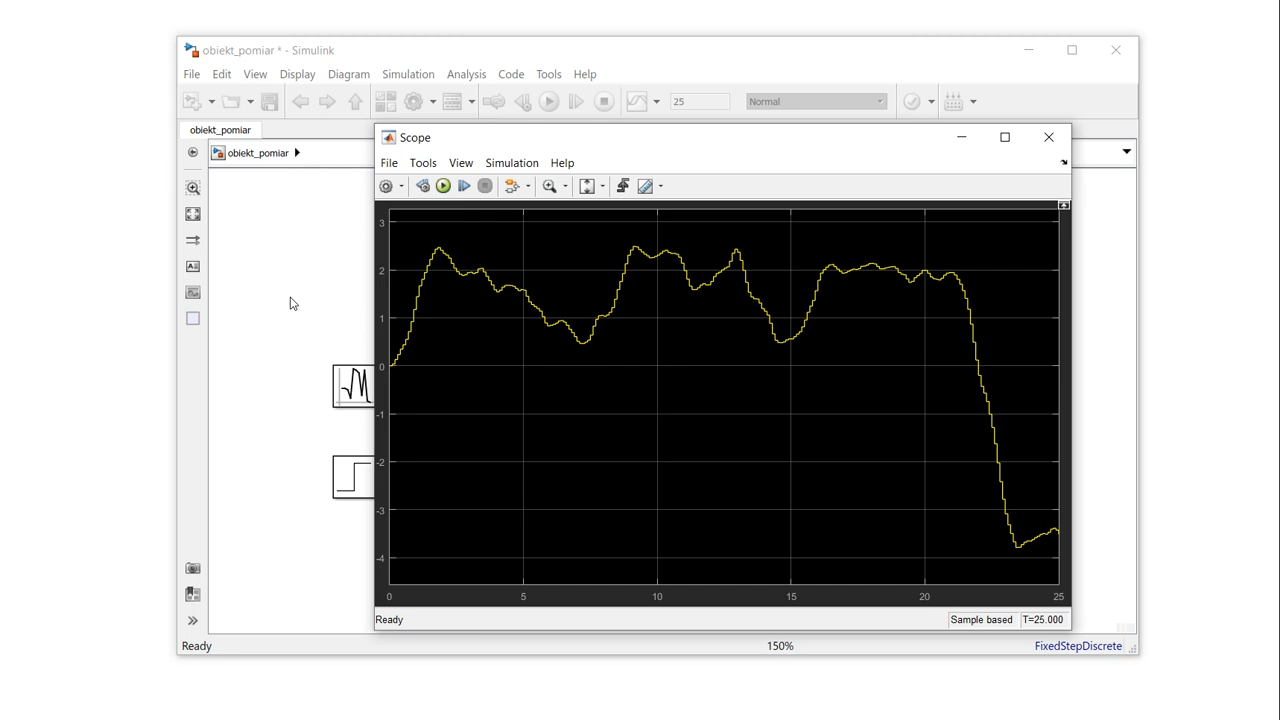 obiekt_pomiar * - Simulink
File Edit View Display Diagram Simulation Analysis Code Tools Help
25 Normal
obiekt_pomiar
obiekt_pomiar
Scope
File Tools View Simulation Help
3
2
1
0
-1
-2
-3
-4
0 5 10 15 20 25
Ready Sample based T=25.000
Ready 150% FixedStepDiscrete